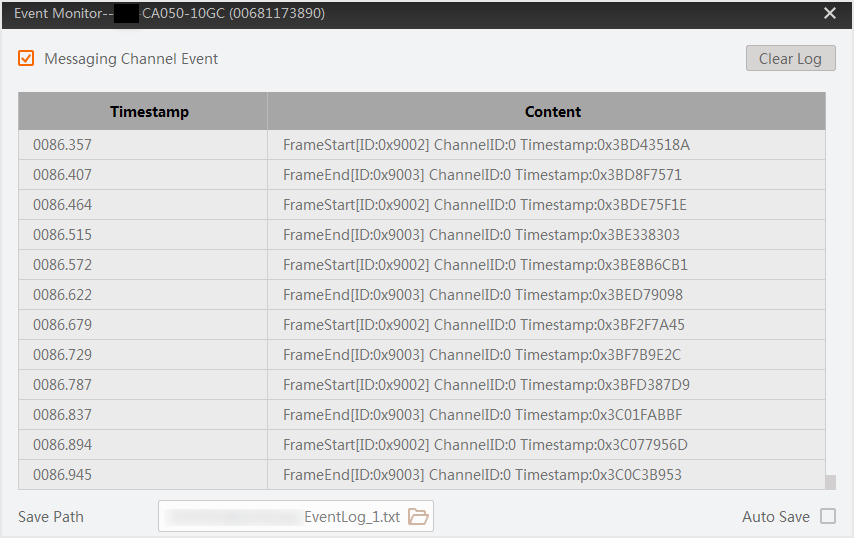 Event Monitor-- -CA050-10GC (00681173890)
Messaging Channel Event Clear Log
Timestamp Content
0086.357 FrameStart[ID:0x9002] ChannelID:0 Timestamp:0x3BD43518A
0086.407 FrameEnd[ID:0x9003] ChannelID:0 Timestamp:0x3BD8F7571
0086.464 FrameStart[ID:0x9002] ChannelID:0 Timestamp:0x3BDE75F1E
0086.515 FrameEnd[ID:0x9003] ChannelID:0 Timestamp:0x3BE338303
0086.572 FrameStart[ID:0x9002] ChannelID:0 Timestamp:0x3BE8B6CB1
0086.622 FrameEnd[ID:0x9003] ChannelID:0 Timestamp:0x3BED79098
0086.679 FrameStart[ID:0x9002] ChannelID:0 Timestamp:0x3BF2F7A45
0086.729 FrameEnd[ID:0x9003] ChannelID:0 Timestamp:0x3BF7B9E2C
0086.787 FrameStart[ID:0x9002] ChannelID:0 Timestamp:0x3BFD387D9
0086.837 FrameEnd[ID:0x9003] ChannelID:0 Timestamp:0x3C01FABBF
0086.894 FrameStart[ID:0x9002] ChannelID:0 Timestamp:0x3C077956D
0086.945 FrameEnd[ID:0x9003] ChannelID:0 Timestamp:0x3C0C3B953
Save Path EventLog_1.txt Auto Save